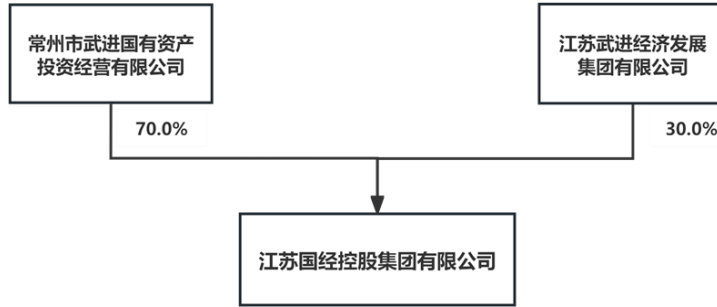 常州市武进国有资产
投资经营有限公司
江苏武进经济发展
集团有限公司
70.0%
30.0%
江苏国经控股集团有限公司